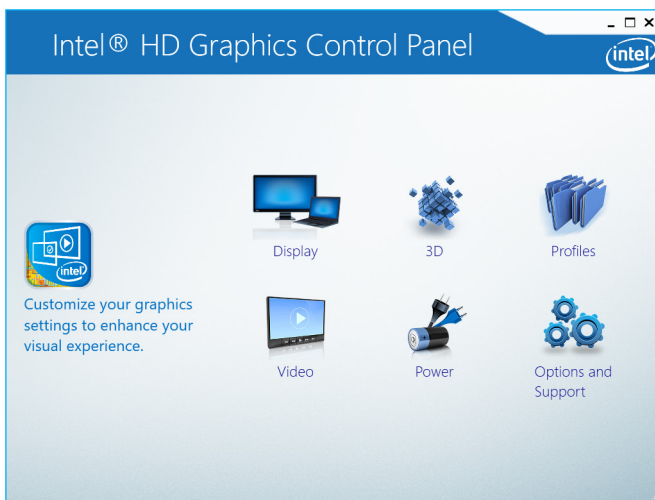 Intel® HD Graphics Control Panel
intel
Display
3D
Profiles
intel
Customize your graphics
settings to enhance your
visual experience.
Video
Power
Options and
Support